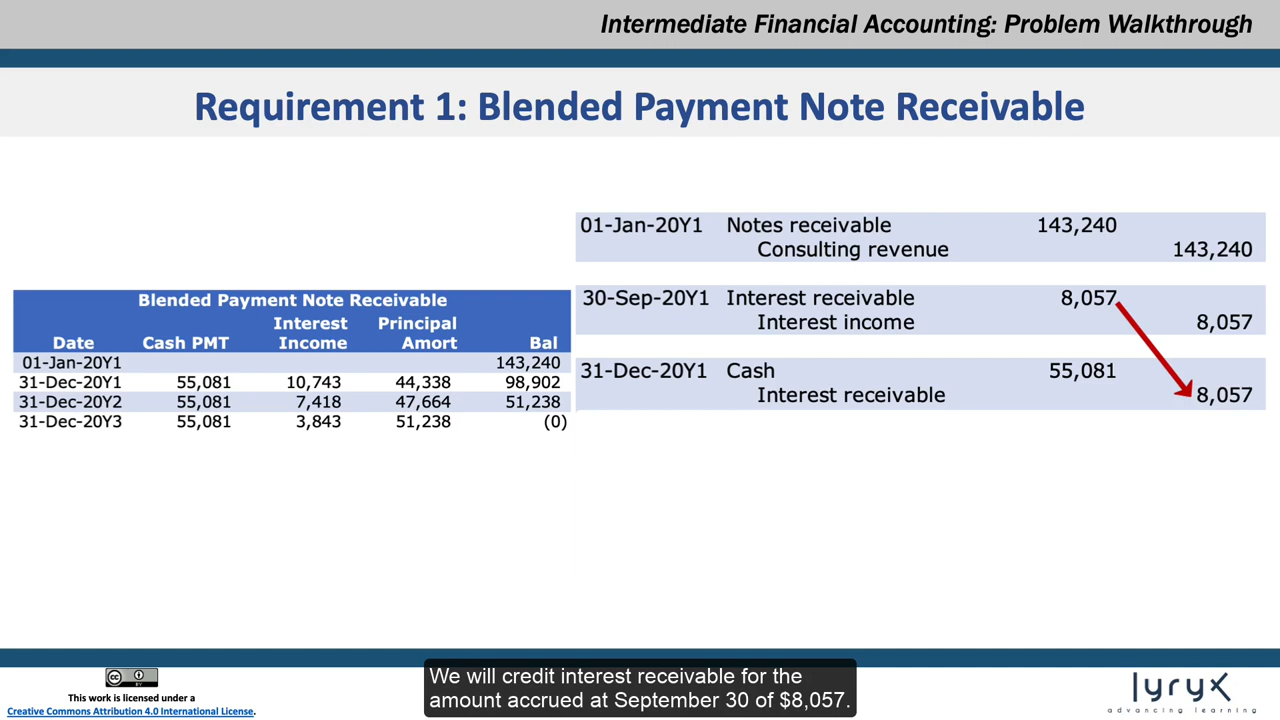 Intermediate Financial Accounting: Problem Walkthrough
Requirement 1: Blended Payment Note Receivable
01-Jan-20Y1 Notes receivable 143,240
Consulting revenue 143,240
30-Sep-20Y1 Interest receivable 8,057
Interest income 8,057
31-Dec-20Y1 Cash 55,081
Interest receivable 8,057
Blended Payment Note Receivable
Interest Principal
Date Cash PMT Income Amort Bal
01-Jan-20Y1 143,240
31-Dec-20Y1 55,081 10,743 44,338 98,902
31-Dec-20Y2 55,081 7,418 47,664 51,238
31-Dec-20Y3 55,081 3,843 51,238 (0)
We will credit interest receivable for the
amount accrued at September 30 of $8,057.
cc BY
This work is licensed under a
Creative Commons Attribution 4.0 International License.
lyryx
advancing learning